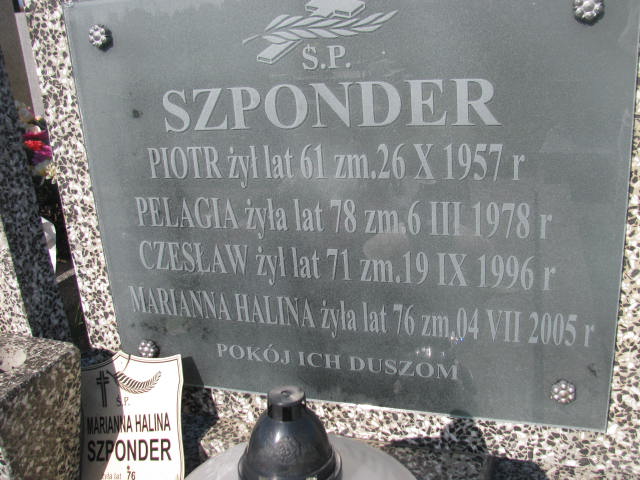 Ś.P.
SZPONDER
PIOTR żył lat 61 zm.26 X 1957 r
PELAGIA żyła lat 78 zm.6 III 1978 r
CZESŁAW żył lat 71 zm.19 IX 1996 r
MARIANNA HALINA żyła lat 76 zm.04 VII 2005 r
POKÓJ ICH DUSZOM
Ś.P.
MARIANNA HALINA
SZPONDER
żyła lat 76